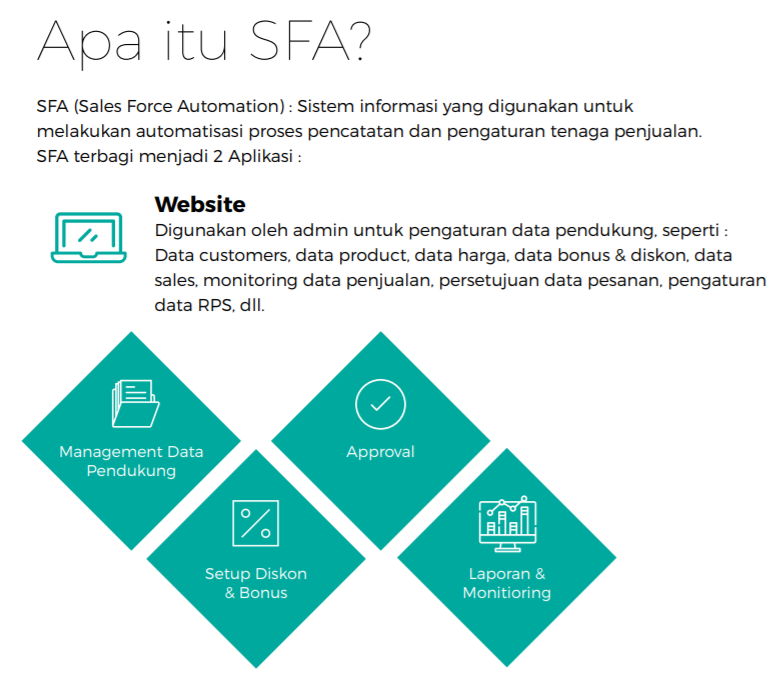 Apa itu SFA?
SFA (Sales Force Automation) : Sistem informasi yang digunakan untuk
melakukan automatisasi proses pencatatan dan pengaturan tenaga penjualan.
SFA terbagi menjadi 2 Aplikasi :
Website
Digunakan oleh admin untuk pengaturan data pendukung, seperti :
Data customers, data product, data harga, data bonus & diskon, data
sales, monitoring data penjualan, persetujuan data pesanan, pengaturan
data RPS, dll.
Management Data
Pendukung
Approval
Setup Diskon
& Bonus
Laporan &
Monitioring